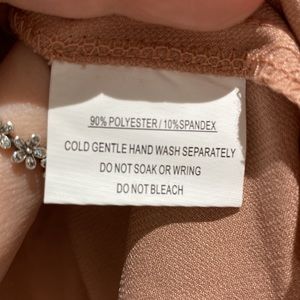 90% POLYESTER / 10%SPANDEX
COLD GENTLE HAND WASH SEPARATELY
DO NOT SOAK OR WRING
DO NOT BLEACH